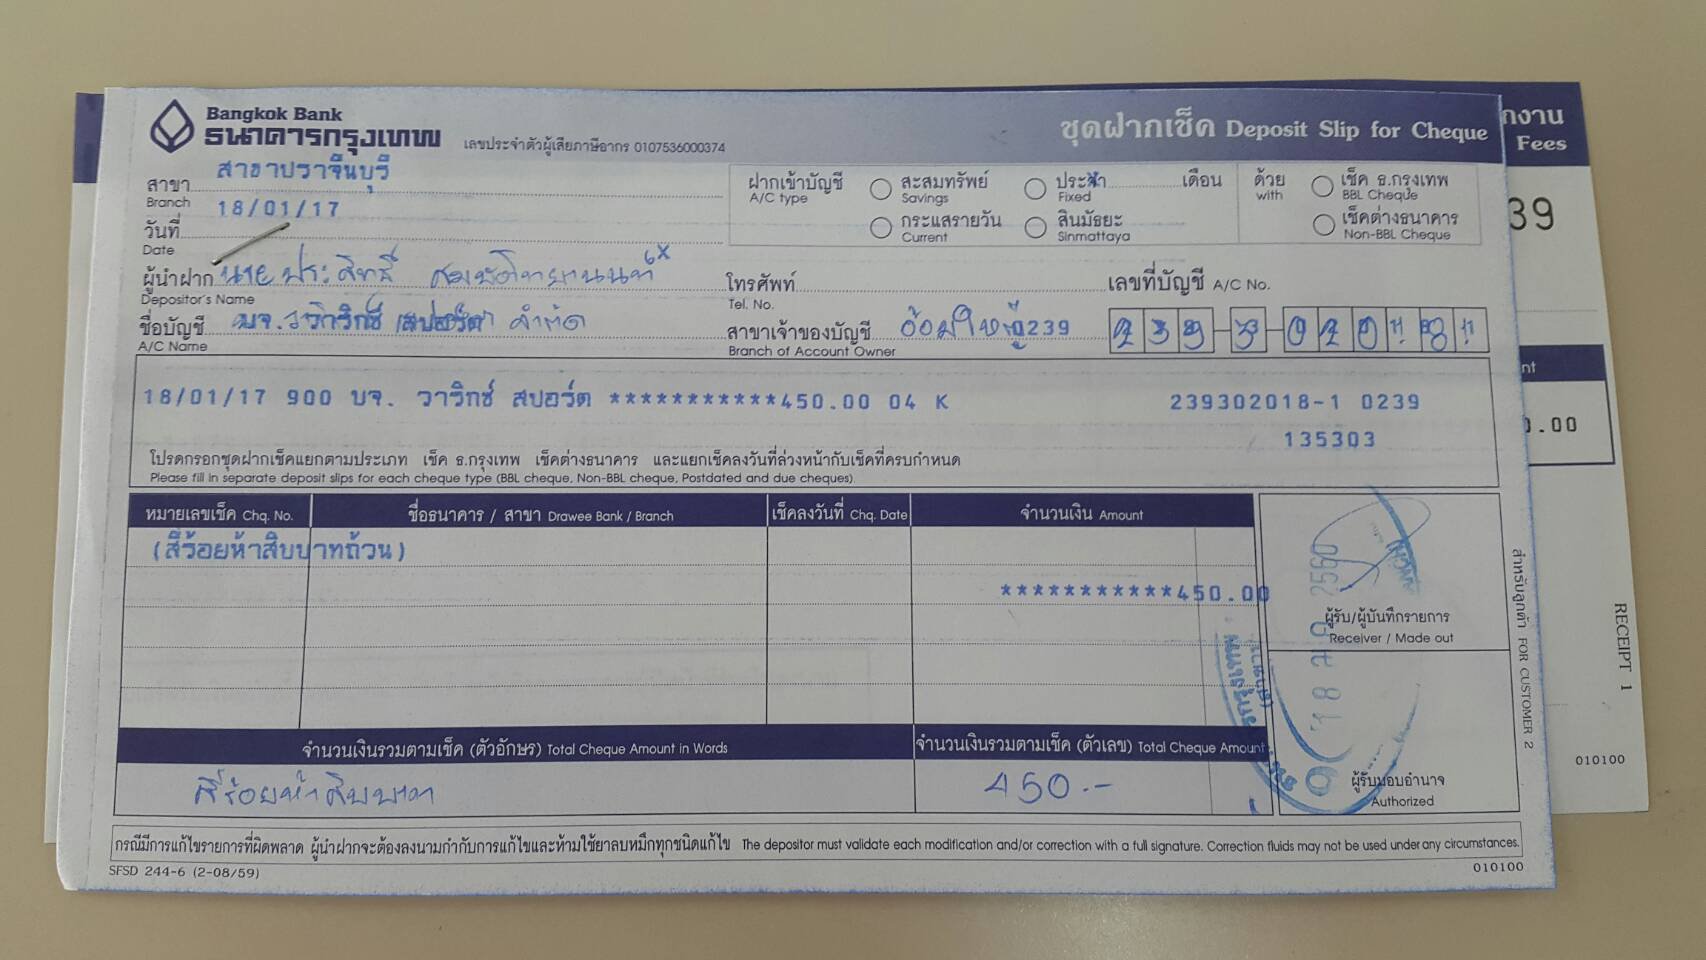 Bangkok Bank
ธนาคารกรุงเทพ
เลขประจำตัวผู้เสียภาษีอากร 0107536000374
ชุดฝากเช็ค Deposit Slip for Cheque
กงาน
Fees
สาขา สาขาปราจีนบุรี
Branch
วันที่ 18/01/17
Date
ฝากเข้าบัญชี
A/C type
สะสมทรัพย์
Savings
ประจำ เดือน
Fixed
กระแสรายวัน
Current
สินมัธยะ
Sinmattaya
ด้วย
with
เช็ค ธ.กรุงเทพ
BBL Cheque
เช็คต่างธนาคาร
Non-BBL Cheque
39
ผู้นำฝาก นายประสิทธิ์
Depositor's Name
โทรศัพท์
Tel. No.
เลขที่บัญชี A/C No.
ชื่อบัญชี บจ. วาริกซ์ สปอร์ต จำกัด
A/C Name
สาขาเจ้าของบัญชี อ้อมใหญ่ 0239
Branch of Account Owner
239-3-02018-1
18/01/17 900 บจ. วาริกซ์ สปอร์ต ***********450.00 04 K 239302018-1 0239
135303
โปรดกรอกชุดฝากเช็คแยกตามประเภท เช็ค ธ.กรุงเทพ เช็คต่างธนาคาร และแยกเช็คลงวันที่ล่วงหน้ากับเช็คที่ครบกำหนด
Please fill in separate deposit slips for each cheque type (BBL cheque, Non-BBL cheque, Postdated and due cheques)
nt
.00
หมายเลขเช็ค Chq. No. ชื่อธนาคาร / สาขา Drawee Bank / Branch เช็คลงวันที่ Chq. Date จำนวนเงิน Amount
(สี่ร้อยห้าสิบบาทถ้วน)
***********450.00
18 ม.ค. 2560
ผู้รับ/ผู้บันทึกรายการ
Receiver / Made out
จำนวนเงินรวมตามเช็ค (ตัวอักษร) Total Cheque Amount in Words
จำนวนเงินรวมตามเช็ค (ตัวเลข) Total Cheque Amount
สี่ร้อยห้าสิบบาท
450.-
ผู้รับมอบอำนาจ
Authorized
สำหรับลูกค้า FOR CUSTOMER 2
RECEIPT 1
010100
กรณีมีการแก้ไขรายการที่ผิดพลาด ผู้นำฝากจะต้องลงนามกำกับการแก้ไขและห้ามใช้ยาลบหมึกทุกชนิดแก้ไข The depositor must validate each modification and/or correction with a full signature. Correction fluids may not be used under any circumstances.
SFSD 244-6 (2-08/59)
010100